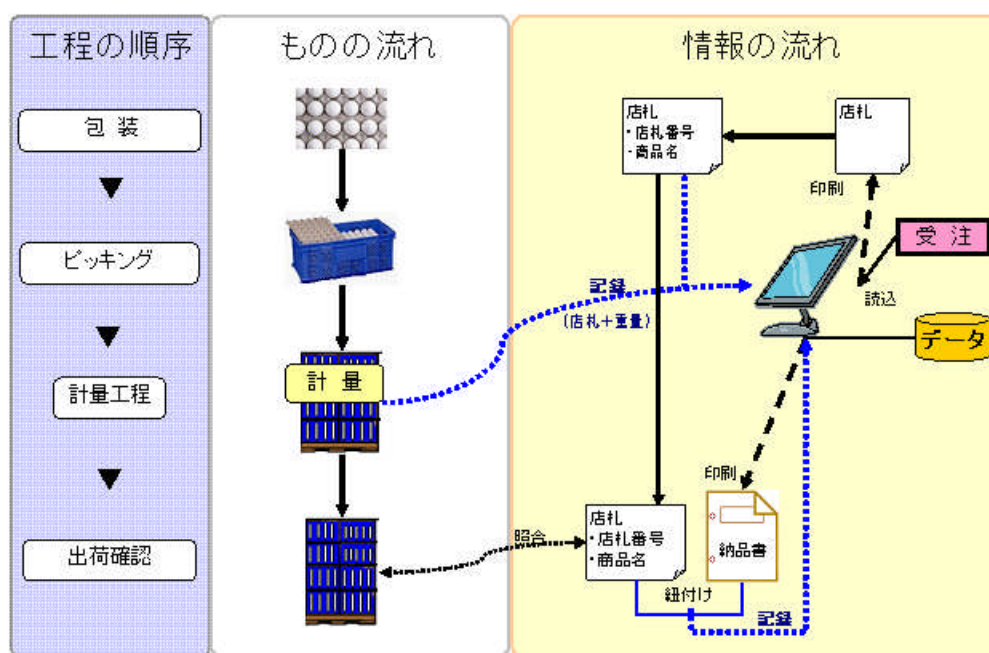 工程の順序
包装
ピッキング
計量工程
出荷確認
ものの流れ
計量
情報の流れ
店札
・店札番号
・商品名
店札
印刷
受注
読込
記録
(店札+重量)
データ
印刷
照合
店札
・店札番号
・商品名
納品書
紐付け
記録